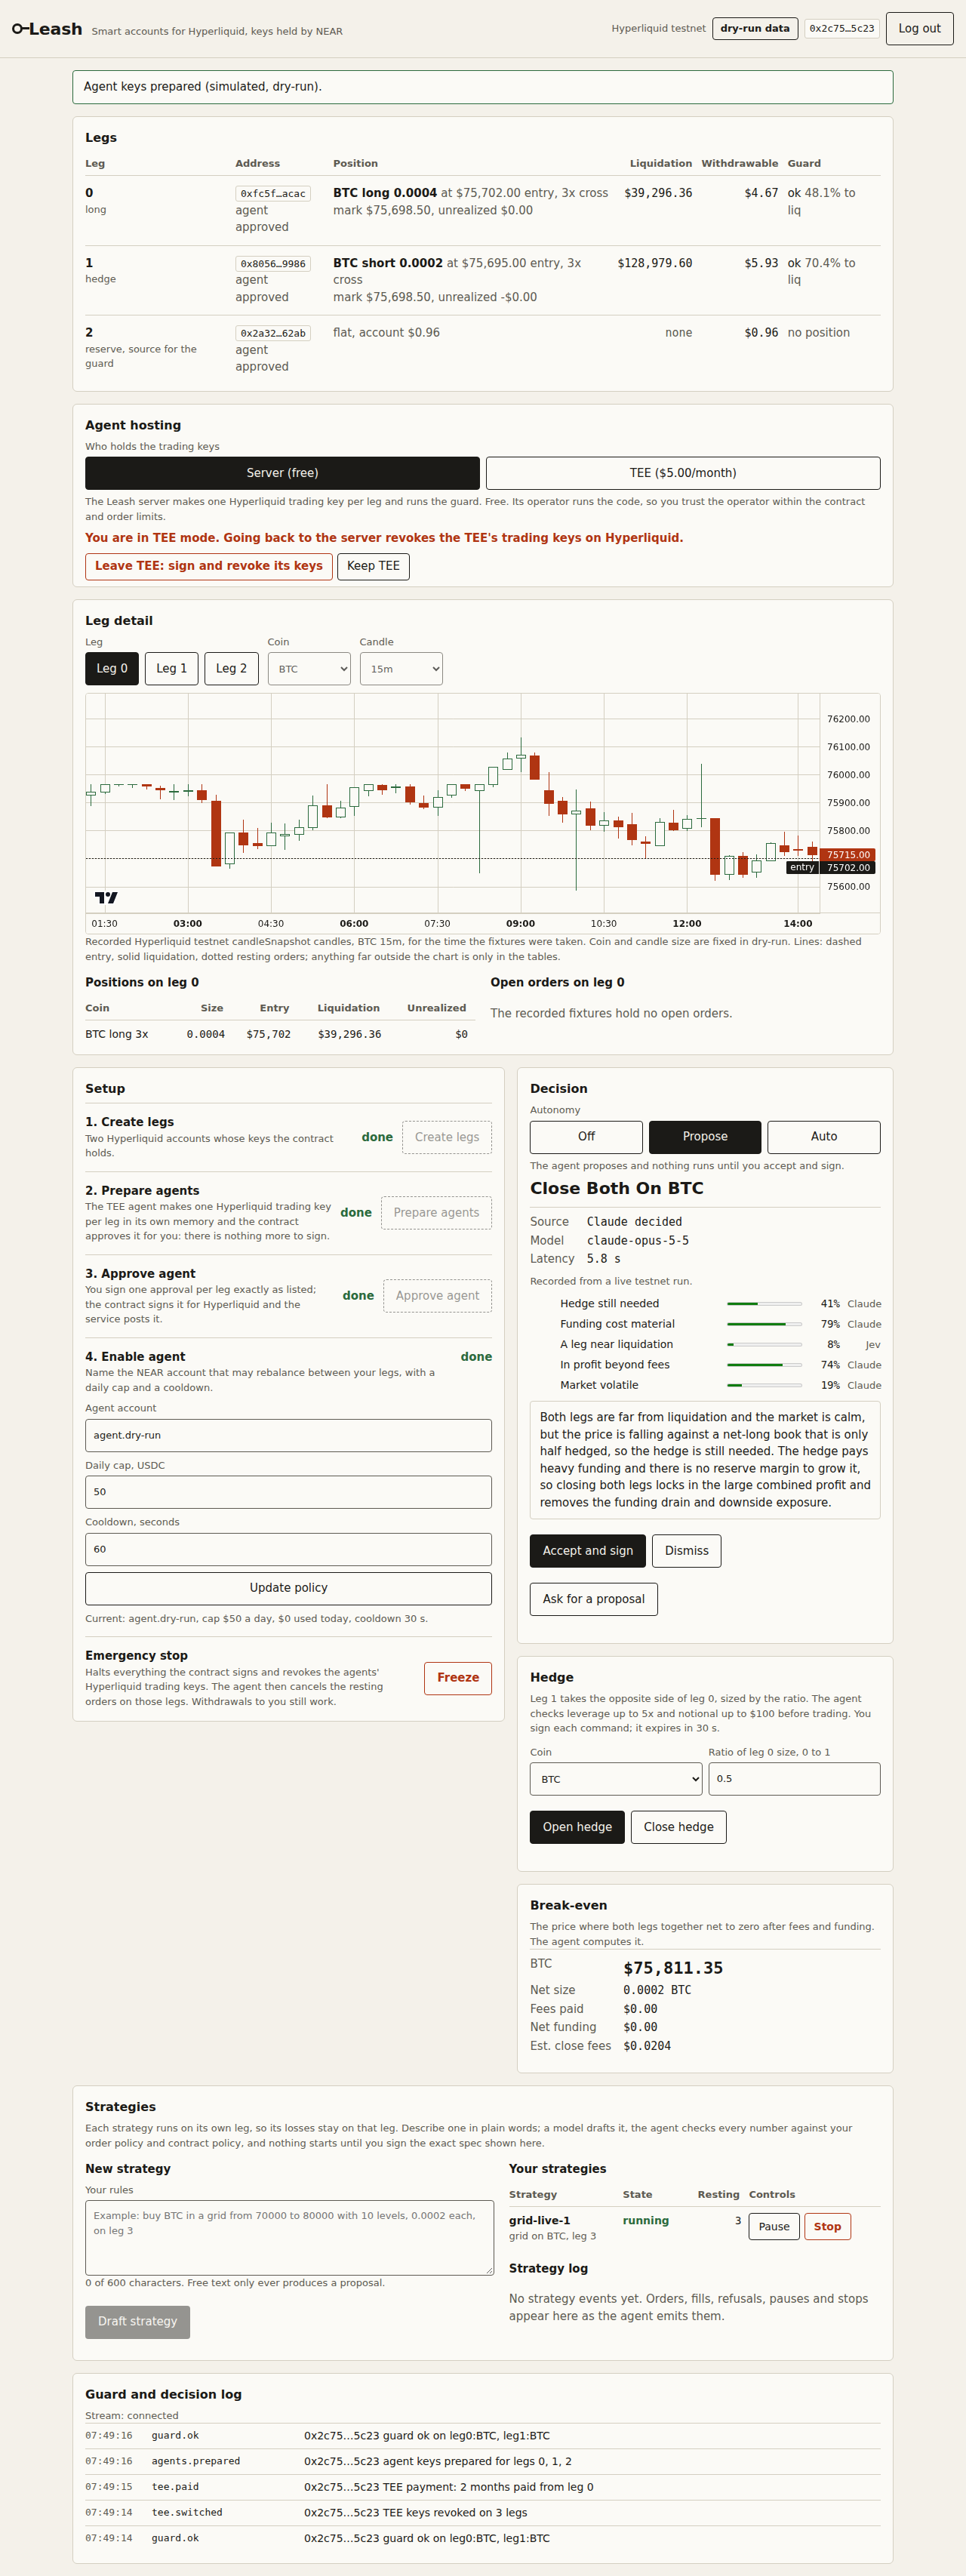 Leash Smart accounts for Hyperliquid, keys held by NEAR
Hyperliquid testnet dry-run data 0x2c75…5c23 Log out
Agent keys prepared (simulated, dry-run).
Legs
Leg Address Position Liquidation Withdrawable Guard
0 0xfc5f…acac BTC long 0.0004 at $75,702.00 entry, 3x cross $39,296.36 $4.67 ok 48.1% to
long agent mark $75,698.50, unrealized $0.00 liq
approved
1 0x8056…9986 BTC short 0.0002 at $75,695.00 entry, 3x $128,979.60 $5.93 ok 70.4% to
hedge agent cross liq
approved mark $75,698.50, unrealized -$0.00
2 0x2a32…62ab flat, account $0.96 none $0.96 no position
reserve, source for the agent
guard approved
Agent hosting
Who holds the trading keys
Server (free) TEE ($5.00/month)
The Leash server makes one Hyperliquid trading key per leg and runs the guard. Free. Its operator runs the code, so you trust the operator within the contract
and order limits.
You are in TEE mode. Going back to the server revokes the TEE's trading keys on Hyperliquid.
Leave TEE: sign and revoke its keys Keep TEE
Leg detail
Leg Coin Candle
Leg 0 Leg 1 Leg 2 BTC 15m
76200.00
76100.00
76000.00
75900.00
75800.00
75715.00
entry 75702.00
75600.00
01:30 03:00 04:30 06:00 07:30 09:00 10:30 12:00 14:00
Recorded Hyperliquid testnet candleSnapshot candles, BTC 15m, for the time the fixtures were taken. Coin and candle size are fixed in dry-run. Lines: dashed
entry, solid liquidation, dotted resting orders; anything far outside the chart is only in the tables.
Positions on leg 0
Coin Size Entry Liquidation Unrealized
BTC long 3x 0.0004 $75,702 $39,296.36 $0
Open orders on leg 0
The recorded fixtures hold no open orders.
Setup
1. Create legs
Two Hyperliquid accounts whose keys the contract
holds.
done Create legs
2. Prepare agents
The TEE agent makes one Hyperliquid trading key
per leg in its own memory and the contract
approves it for you: there is nothing more to sign.
done Prepare agents
3. Approve agent
You sign one approval per leg exactly as listed;
the contract signs it for Hyperliquid and the
service posts it.
done Approve agent
4. Enable agent done
Name the NEAR account that may rebalance between your legs, with a
daily cap and a cooldown.
Agent account
agent.dry-run
Daily cap, USDC
50
Cooldown, seconds
60
Update policy
Current: agent.dry-run, cap $50 a day, $0 used today, cooldown 30 s.
Emergency stop
Halts everything the contract signs and revokes the agents'
Hyperliquid trading keys. The agent then cancels the resting
orders on those legs. Withdrawals to you still work.
Freeze
Decision
Autonomy
Off Propose Auto
The agent proposes and nothing runs until you accept and sign.
Close Both On BTC
Source Claude decided
Model claude-opus-5-5
Latency 5.8 s
Recorded from a live testnet run.
Hedge still needed 41% Claude
Funding cost material 79% Claude
A leg near liquidation 8% Jev
In profit beyond fees 74% Claude
Market volatile 19% Claude
Both legs are far from liquidation and the market is calm,
but the price is falling against a net-long book that is only
half hedged, so the hedge is still needed. The hedge pays
heavy funding and there is no reserve margin to grow it,
so closing both legs locks in the large combined profit and
removes the funding drain and downside exposure.
Accept and sign Dismiss
Ask for a proposal
Hedge
Leg 1 takes the opposite side of leg 0, sized by the ratio. The agent
checks leverage up to 5x and notional up to $100 before trading. You
sign each command; it expires in 30 s.
Coin Ratio of leg 0 size, 0 to 1
BTC 0.5
Open hedge Close hedge
Break-even
The price where both legs together net to zero after fees and funding.
The agent computes it.
BTC $75,811.35
Net size 0.0002 BTC
Fees paid $0.00
Net funding $0.00
Est. close fees $0.0204
Strategies
Each strategy runs on its own leg, so its losses stay on that leg. Describe one in plain words; a model drafts it, the agent checks every number against your
order policy and contract policy, and nothing starts until you sign the exact spec shown here.
New strategy
Your rules
Example: buy BTC in a grid from 70000 to 80000 with 10 levels, 0.0002 each,
on leg 3
0 of 600 characters. Free text only ever produces a proposal.
Draft strategy
Your strategies
Strategy State Resting Controls
grid-live-1 running 3 Pause Stop
grid on BTC, leg 3
Strategy log
No strategy events yet. Orders, fills, refusals, pauses and stops
appear here as the agent emits them.
Guard and decision log
Stream: connected
07:49:16 guard.ok 0x2c75…5c23 guard ok on leg0:BTC, leg1:BTC
07:49:16 agents.prepared 0x2c75…5c23 agent keys prepared for legs 0, 1, 2
07:49:15 tee.paid 0x2c75…5c23 TEE payment: 2 months paid from leg 0
07:49:14 tee.switched 0x2c75…5c23 TEE keys revoked on 3 legs
07:49:14 guard.ok 0x2c75…5c23 guard ok on leg0:BTC, leg1:BTC